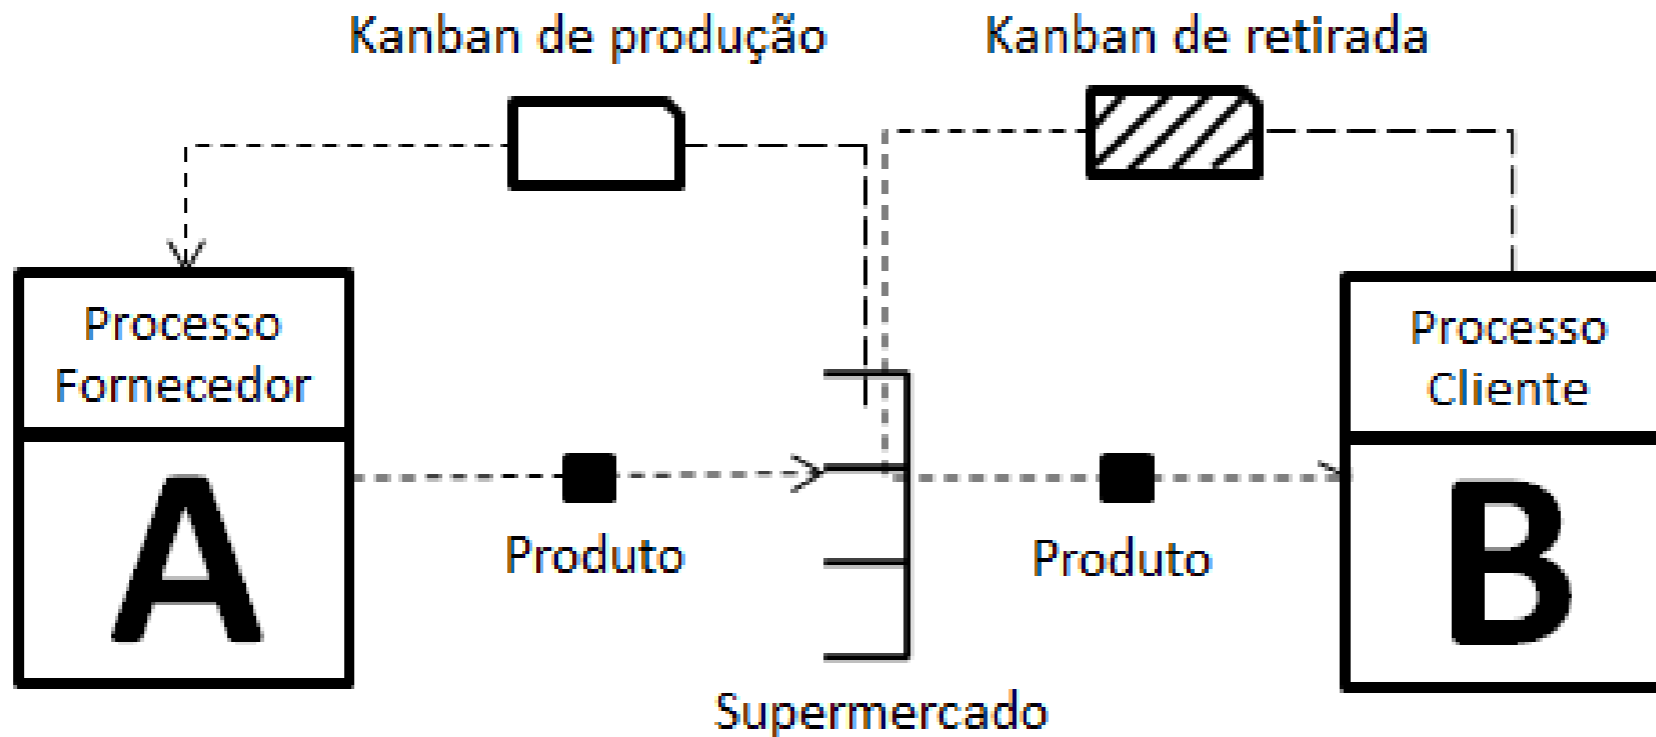 Kanban de produção
Kanban de retirada
Processo
Fornecedor
A
Produto
Supermercado
Produto
Processo
Cliente
B